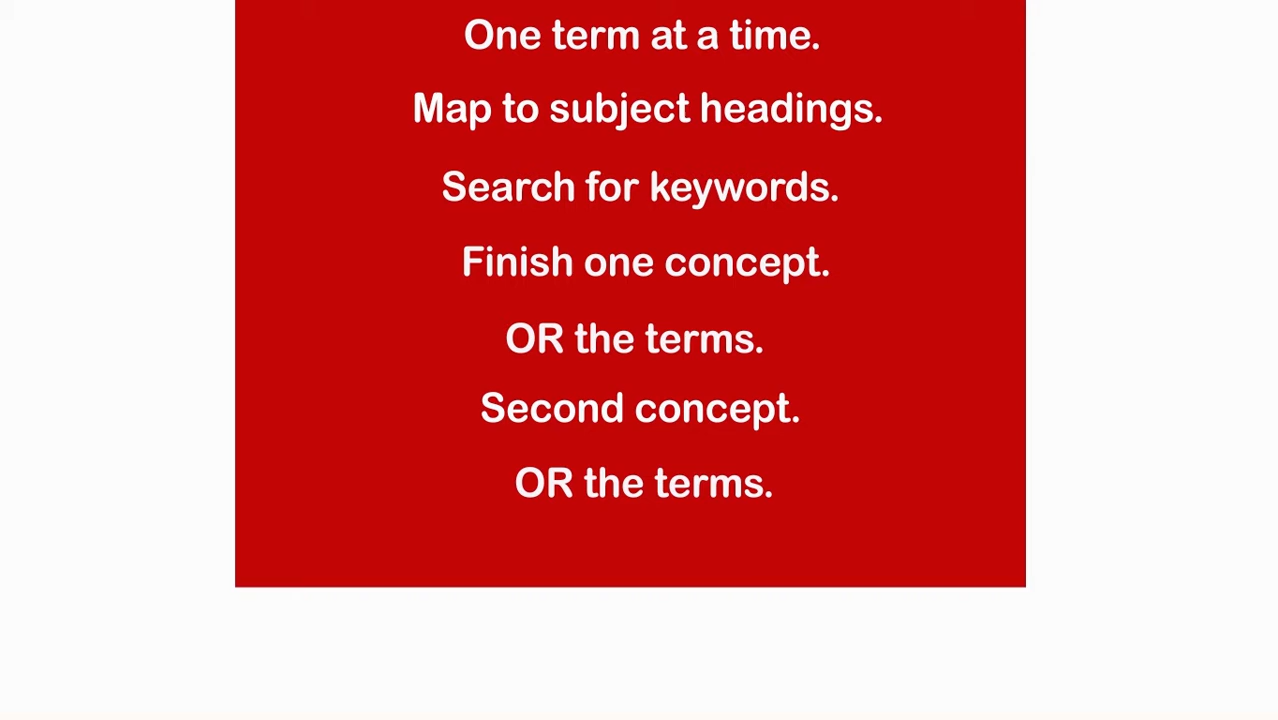 One term at a time.
Map to subject headings.
Search for keywords.
Finish one concept.
OR the terms.
Second concept.
OR the terms.